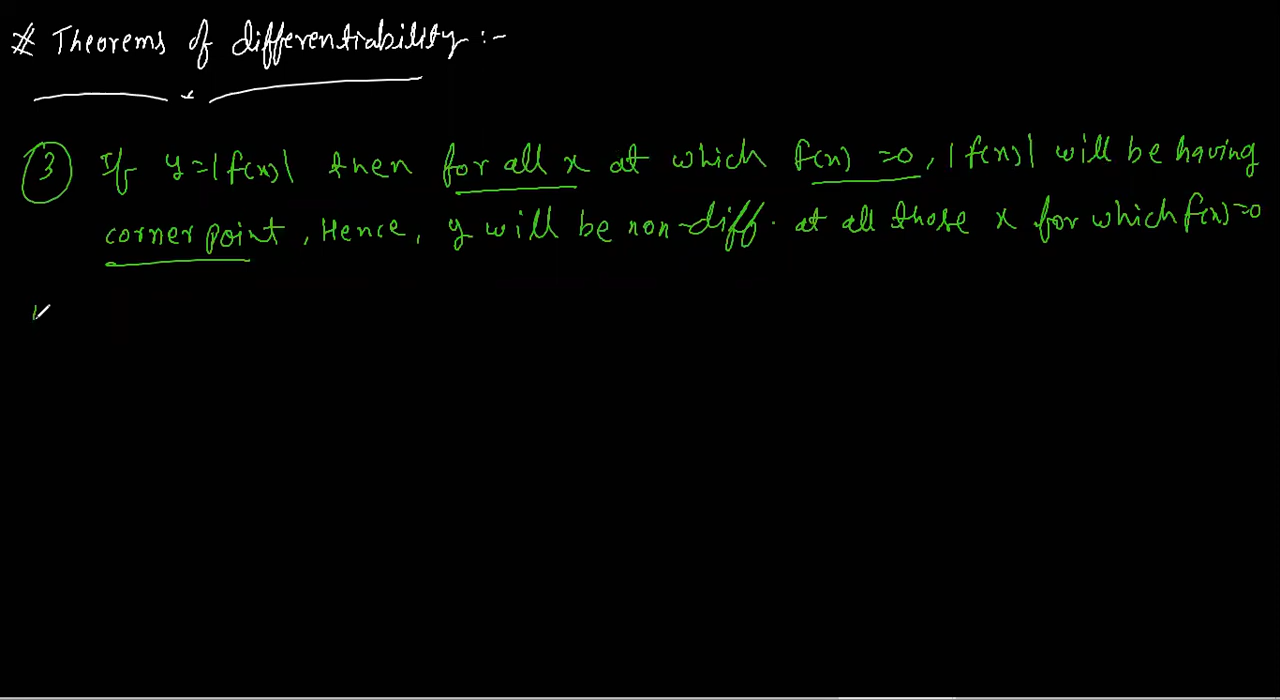 # Theorems of differentiability :-
③ If y=|f(x)| then for all x at which f(x) =0, |f(x)| will be having
corner point, Hence, y will be non-diff. at all those x for which f(x)=0